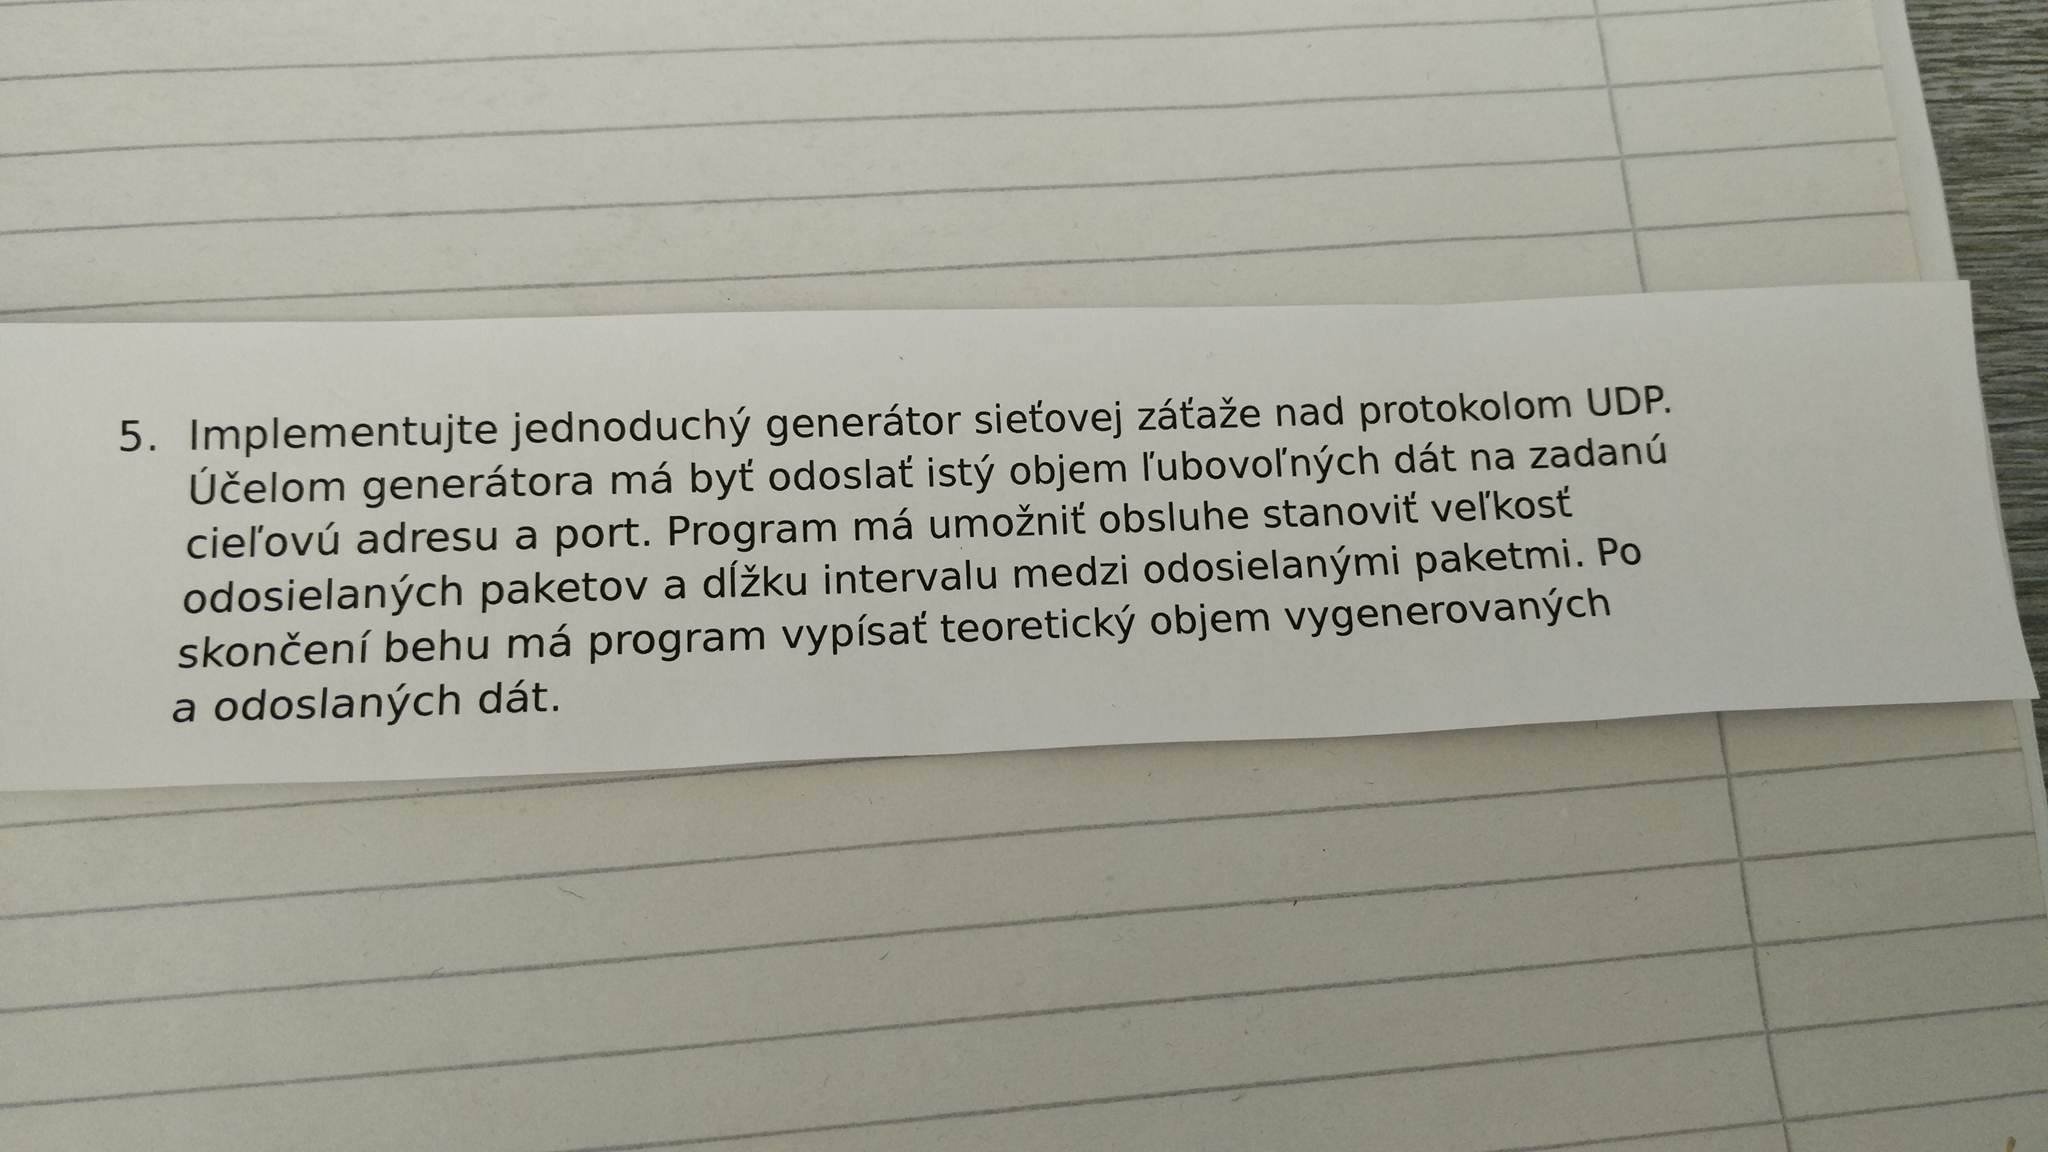 5. Implementujte jednoduchý generátor sieťovej záťaže nad protokolom UDP.
Účelom generátora má byť odoslať istý objem ľubovoľných dát na zadanú
cieľovú adresu a port. Program má umožniť obsluhe stanoviť veľkosť
odosielaných paketov a dĺžku intervalu medzi odosielanými paketmi. Po
skončení behu má program vypísať teoretický objem vygenerovaných
a odoslaných dát.